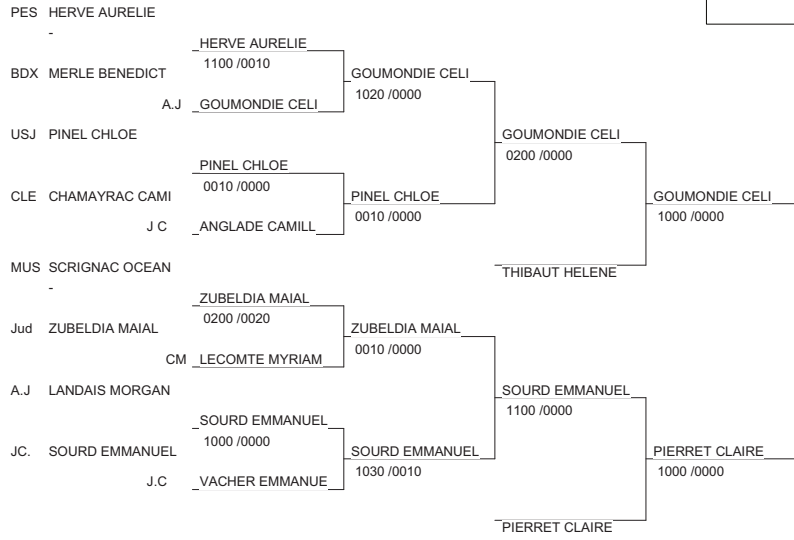 PES HERVE AURELIE
-
HERVE AURELIE
1100 /0010
BDX MERLE BENEDICT
GOUMONDIE CELI
1020 /0000
A.J GOUMONDIE CELI
USJ PINEL CHLOE
GOUMONDIE CELI
0200 /0000
PINEL CHLOE
0010 /0000
CLE CHAMAYRAC CAMI
PINEL CHLOE
0010 /0000
GOUMONDIE CELI
1000 /0000
J C ANGLADE CAMILL
MUS SCRIGNAC OCEAN
-
THIBAUT HELENE
ZUBELDIA MAIAL
0200 /0020
Jud ZUBELDIA MAIAL
ZUBELDIA MAIAL
0010 /0000
CM LECOMTE MYRIAM
A.J LANDAIS MORGAN
SOURD EMMANUEL
1100 /0000
SOURD EMMANUEL
1000 /0000
JC. SOURD EMMANUEL
SOURD EMMANUEL
1030 /0010
PIERRET CLAIRE
1000 /0000
J.C VACHER EMMANUE
PIERRET CLAIRE